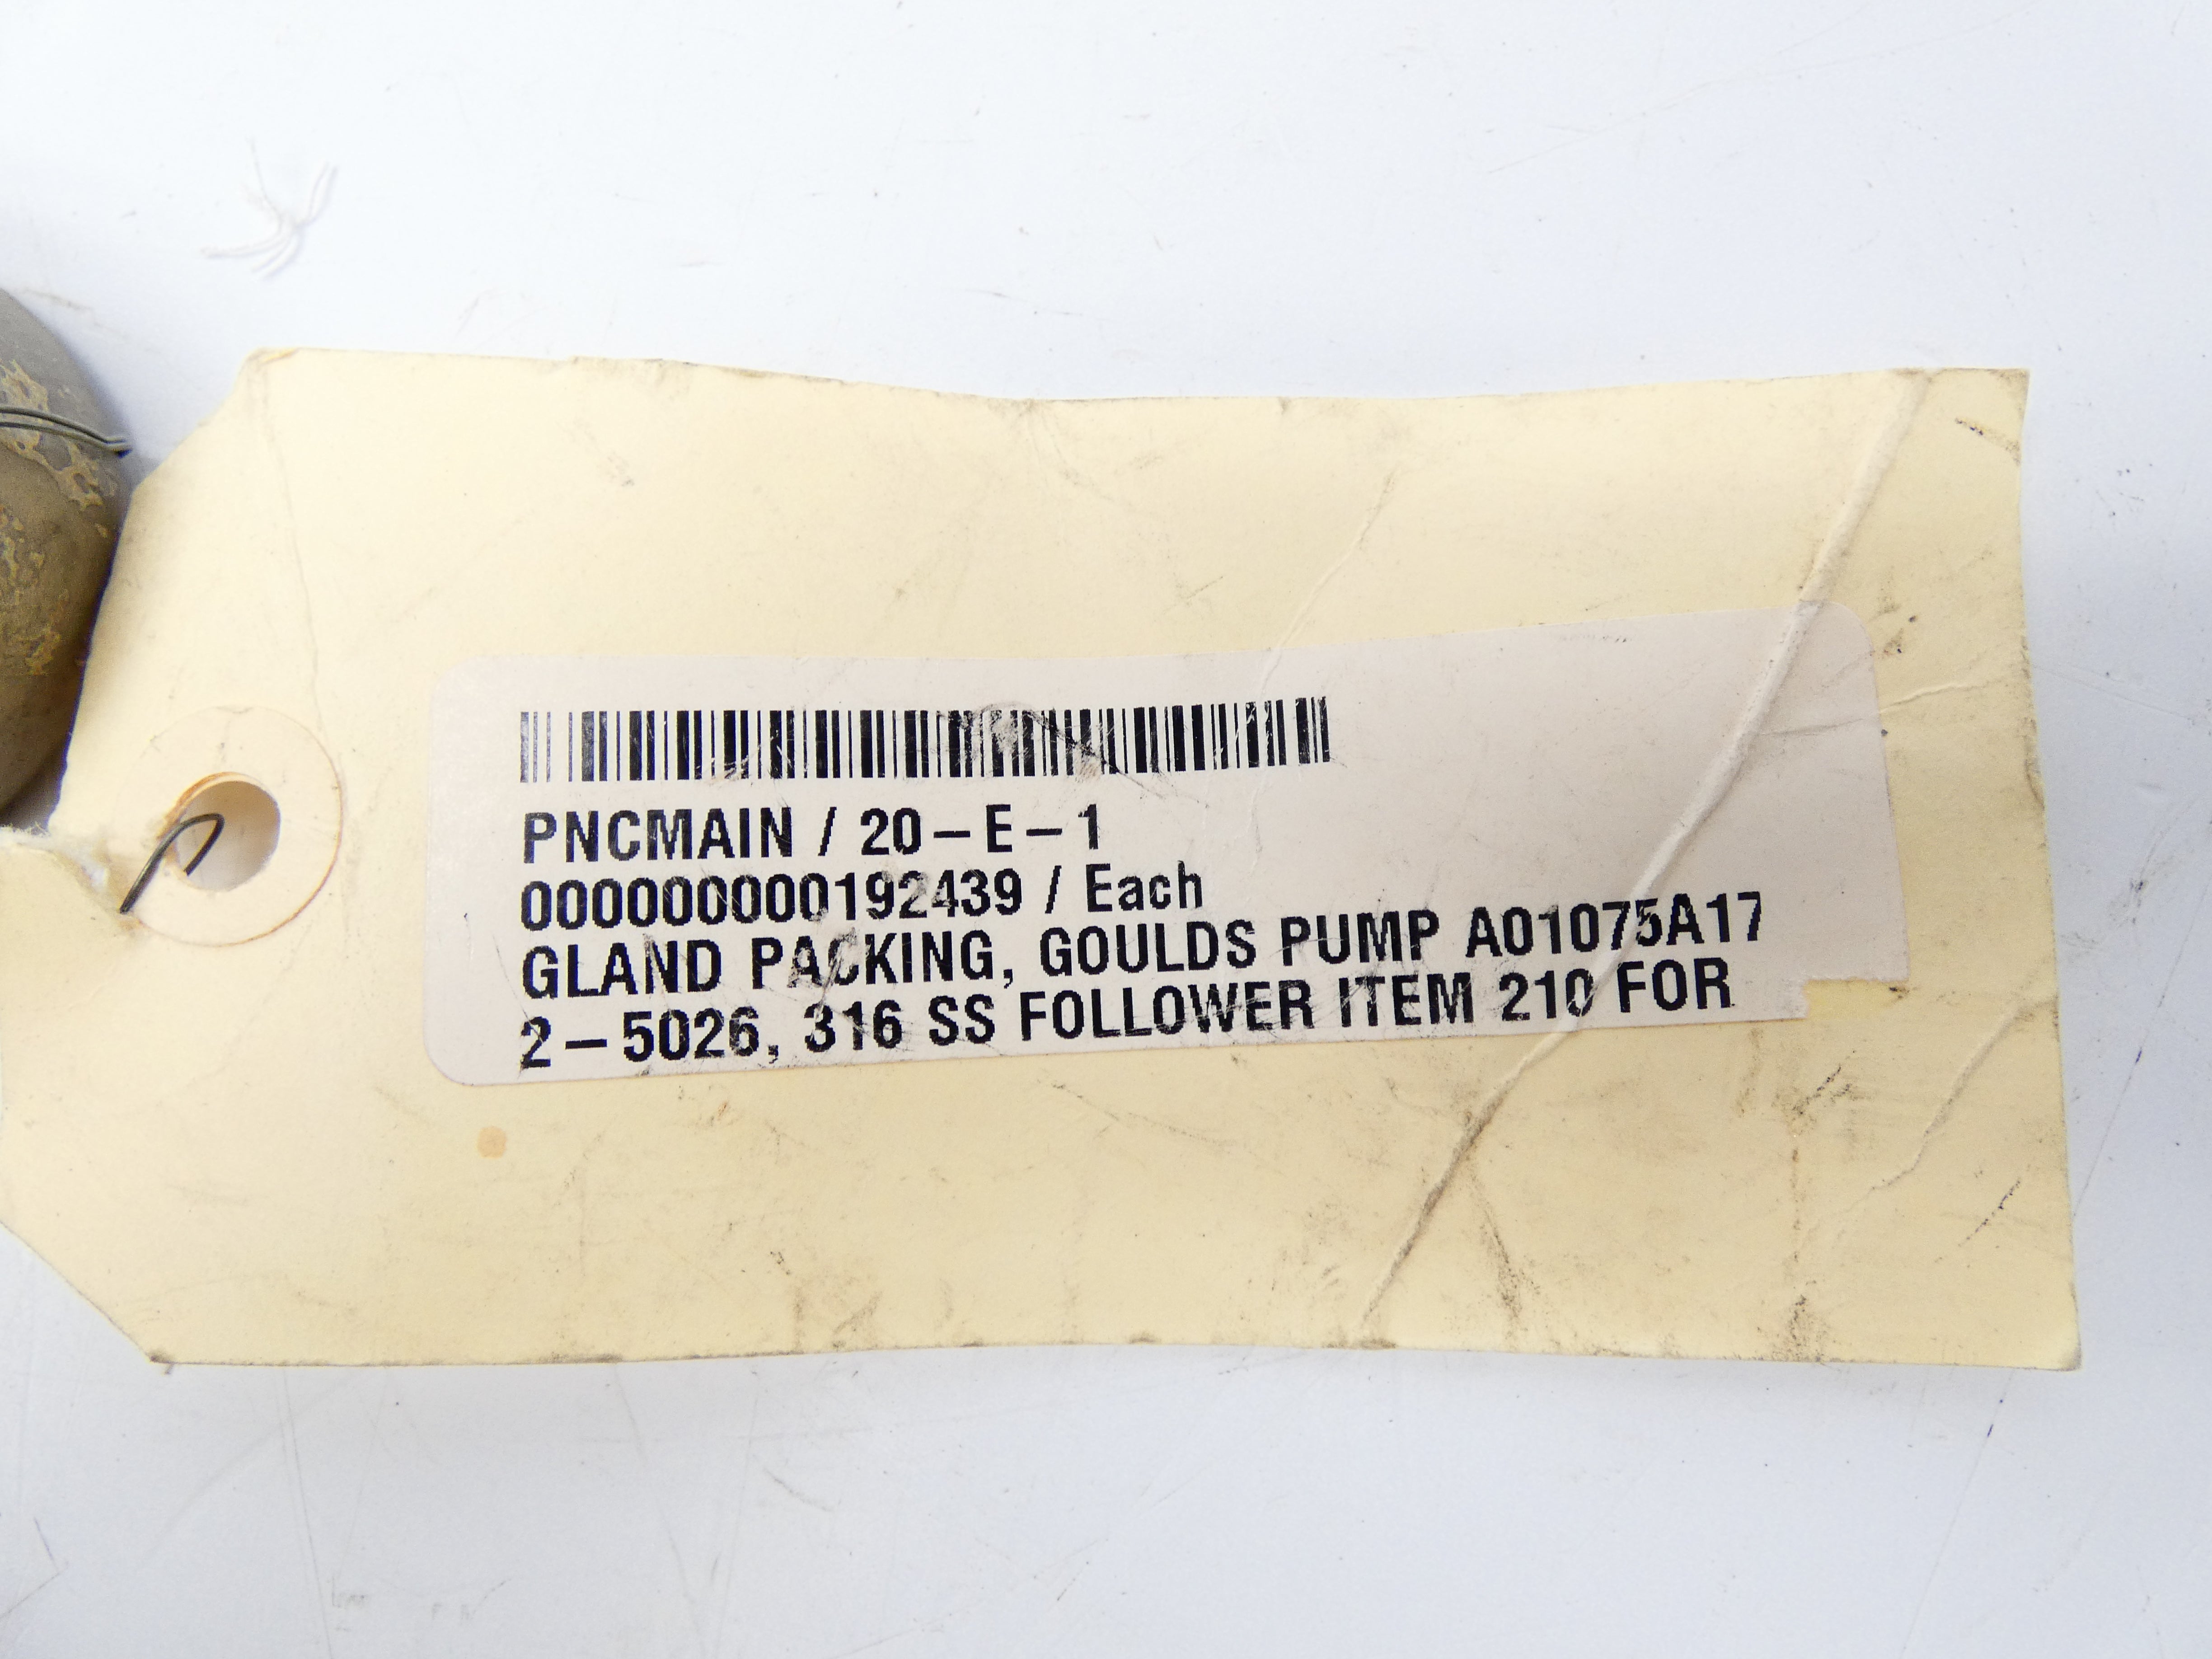 PNCMAIN / 20-E-1
000000000192439 / Each
GLAND PACKING, GOULDS PUMP A01075A17
2-5026, 316 SS FOLLOWER ITEM 210 FOR